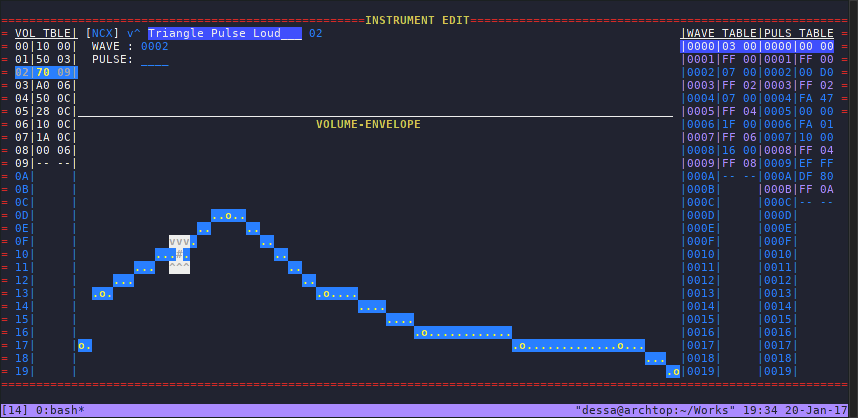 =====================================================INSTRUMENT EDIT=======================================================
= VOL TBLE| [NCX] v^ Triangle Pulse Loud___ 02 |WAVE TABLE|PULS TABLE =
= 00|10 00| WAVE : 0002 |0000|03 00|0000|00 00 =
= 01|50 03| PULSE: ____ |0001|FF 00|0001|FF 00 =
= 02|70 09| |0002|07 00|0002|00 D0 =
= 03|A0 06| |0003|FF 02|0003|FF 02 =
= 04|50 0C| |0004|07 00|0004|FA 47 =
= 05|28 0C| |0005|FF 04|0005|00 00 =
= 06|10 0C| VOLUME-ENVELOPE |0006|1F 00|0006|FA 01
= 07|1A 0C| |0007|FF 06|0007|10 00
= 08|00 06| |0008|16 00|0008|FF 04
= 09|-- --| |0009|FF 08|0009|EF FF
= 0A| | |000A|-- --|000A|DF 80
= 0B| | |000B| |000B|FF 0A
= 0C| | |000C| |000C|-- --
= 0D| | ..o.. |000D| |000D|
= 0E| | .. .. |000E| |000E|
= 0F| | vvv. .. |000F| |000F|
= 10| | ...#. .. |0010| |0010|
= 11| | ... ^^^ .. |0011| |0011|
= 12| | ... .. |0012| |0012|
= 13| | .o. .o.... |0013| |0013|
= 14| | .... |0014| |0014|
= 15| | .... |0015| |0015|
= 16| | .o............ |0016| |0016|
= 17| |o. .o.............o... |0017| |0017|
= 18| | ... |0018| |0018|
= 19| | .o|0019| |0019|
[14] 0:bash* "dessa@archtop:~/Works" 19:34 20-Jan-17